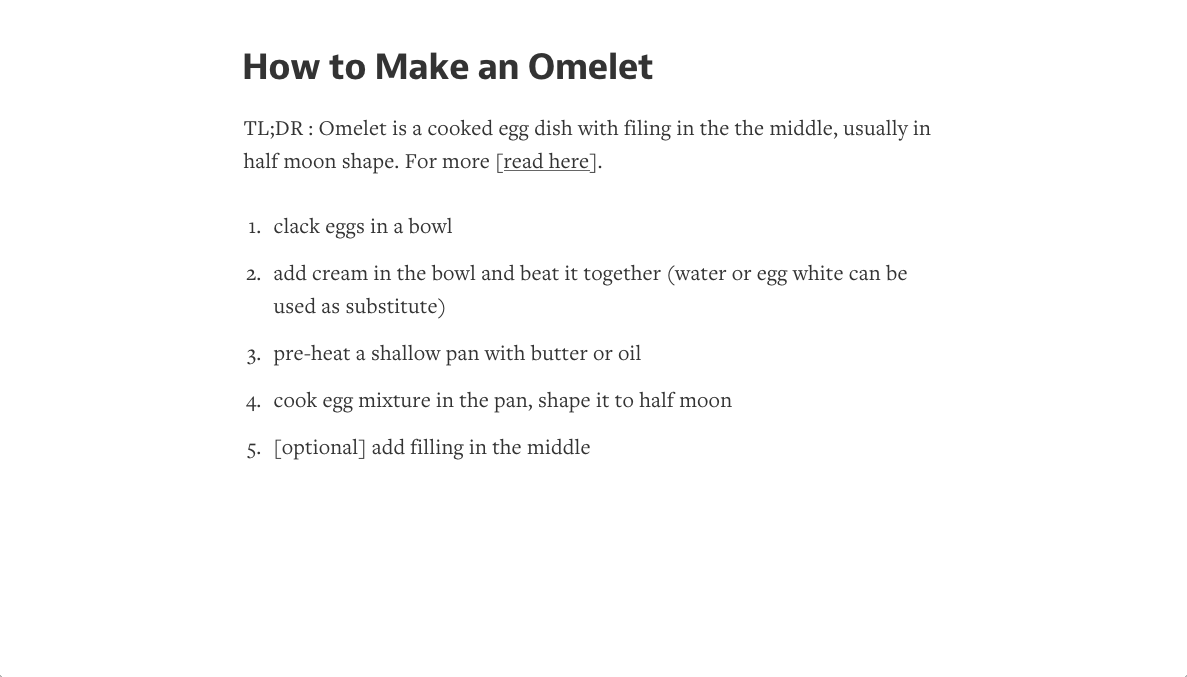 How to Make an Omelet
TL;DR : Omelet is a cooked egg dish with filing in the the middle, usually in
half moon shape. For more [read here].
1. clack eggs in a bowl
2. add cream in the bowl and beat it together (water or egg white can be
used as substitute)
3. pre-heat a shallow pan with butter or oil
4. cook egg mixture in the pan, shape it to half moon
5. [optional] add filling in the middle